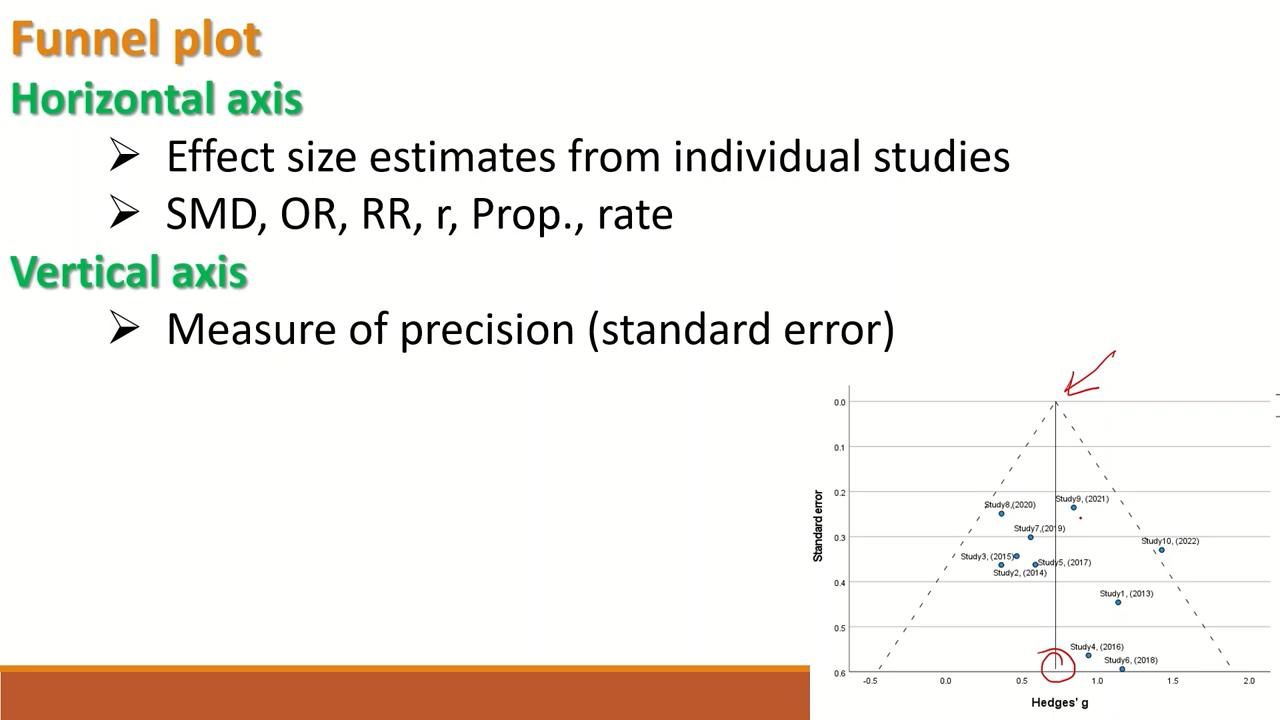 Funnel plot
Horizontal axis
➢ Effect size estimates from individual studies
➢ SMD, OR, RR, r, Prop., rate
Vertical axis
➢ Measure of precision (standard error)
0.0
0.1
0.2
0.3
0.4
0.5
0.6
Standard error
Study8,(2020)
Study9, (2021)
Study7,(2019)
Study10, (2022)
Study3, (2015)
Study5, (2017)
Study2, (2014)
Study1, (2013)
Study4, (2016)
Study6, (2018)
-0.5 0.0 0.5 1.0 1.5 2.0
Hedges' g